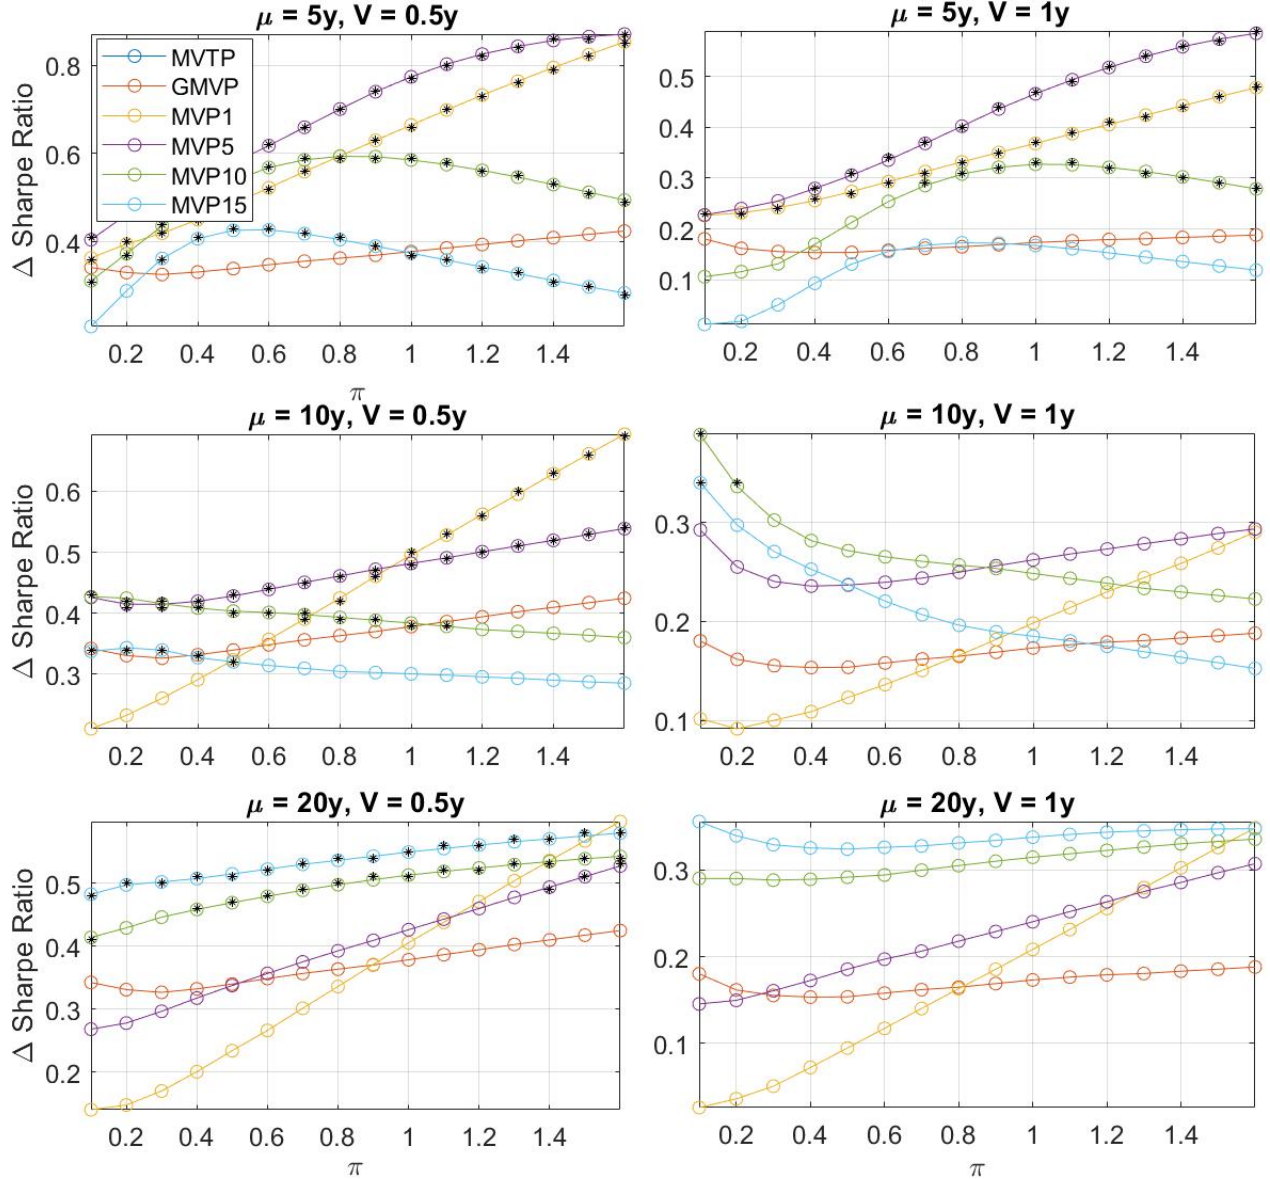 μ = 5y, V = 0.5y
Δ Sharpe Ratio
0.8
0.6
0.4
MVTP
GMVP
MVP1
MVP5
MVP10
MVP15
0.2 0.4 0.6 0.8 1 1.2 1.4
π
μ = 5y, V = 1y
0.5
0.4
0.3
0.2
0.1
0.2 0.4 0.6 0.8 1 1.2 1.4
μ = 10y, V = 0.5y
Δ Sharpe Ratio
0.6
0.5
0.4
0.3
0.2 0.4 0.6 0.8 1 1.2 1.4
μ = 10y, V = 1y
0.3
0.2
0.1
0.2 0.4 0.6 0.8 1 1.2 1.4
μ = 20y, V = 0.5y
Δ Sharpe Ratio
0.5
0.4
0.3
0.2
0.2 0.4 0.6 0.8 1 1.2 1.4
π
μ = 20y, V = 1y
0.3
0.2
0.1
0.2 0.4 0.6 0.8 1 1.2 1.4
π